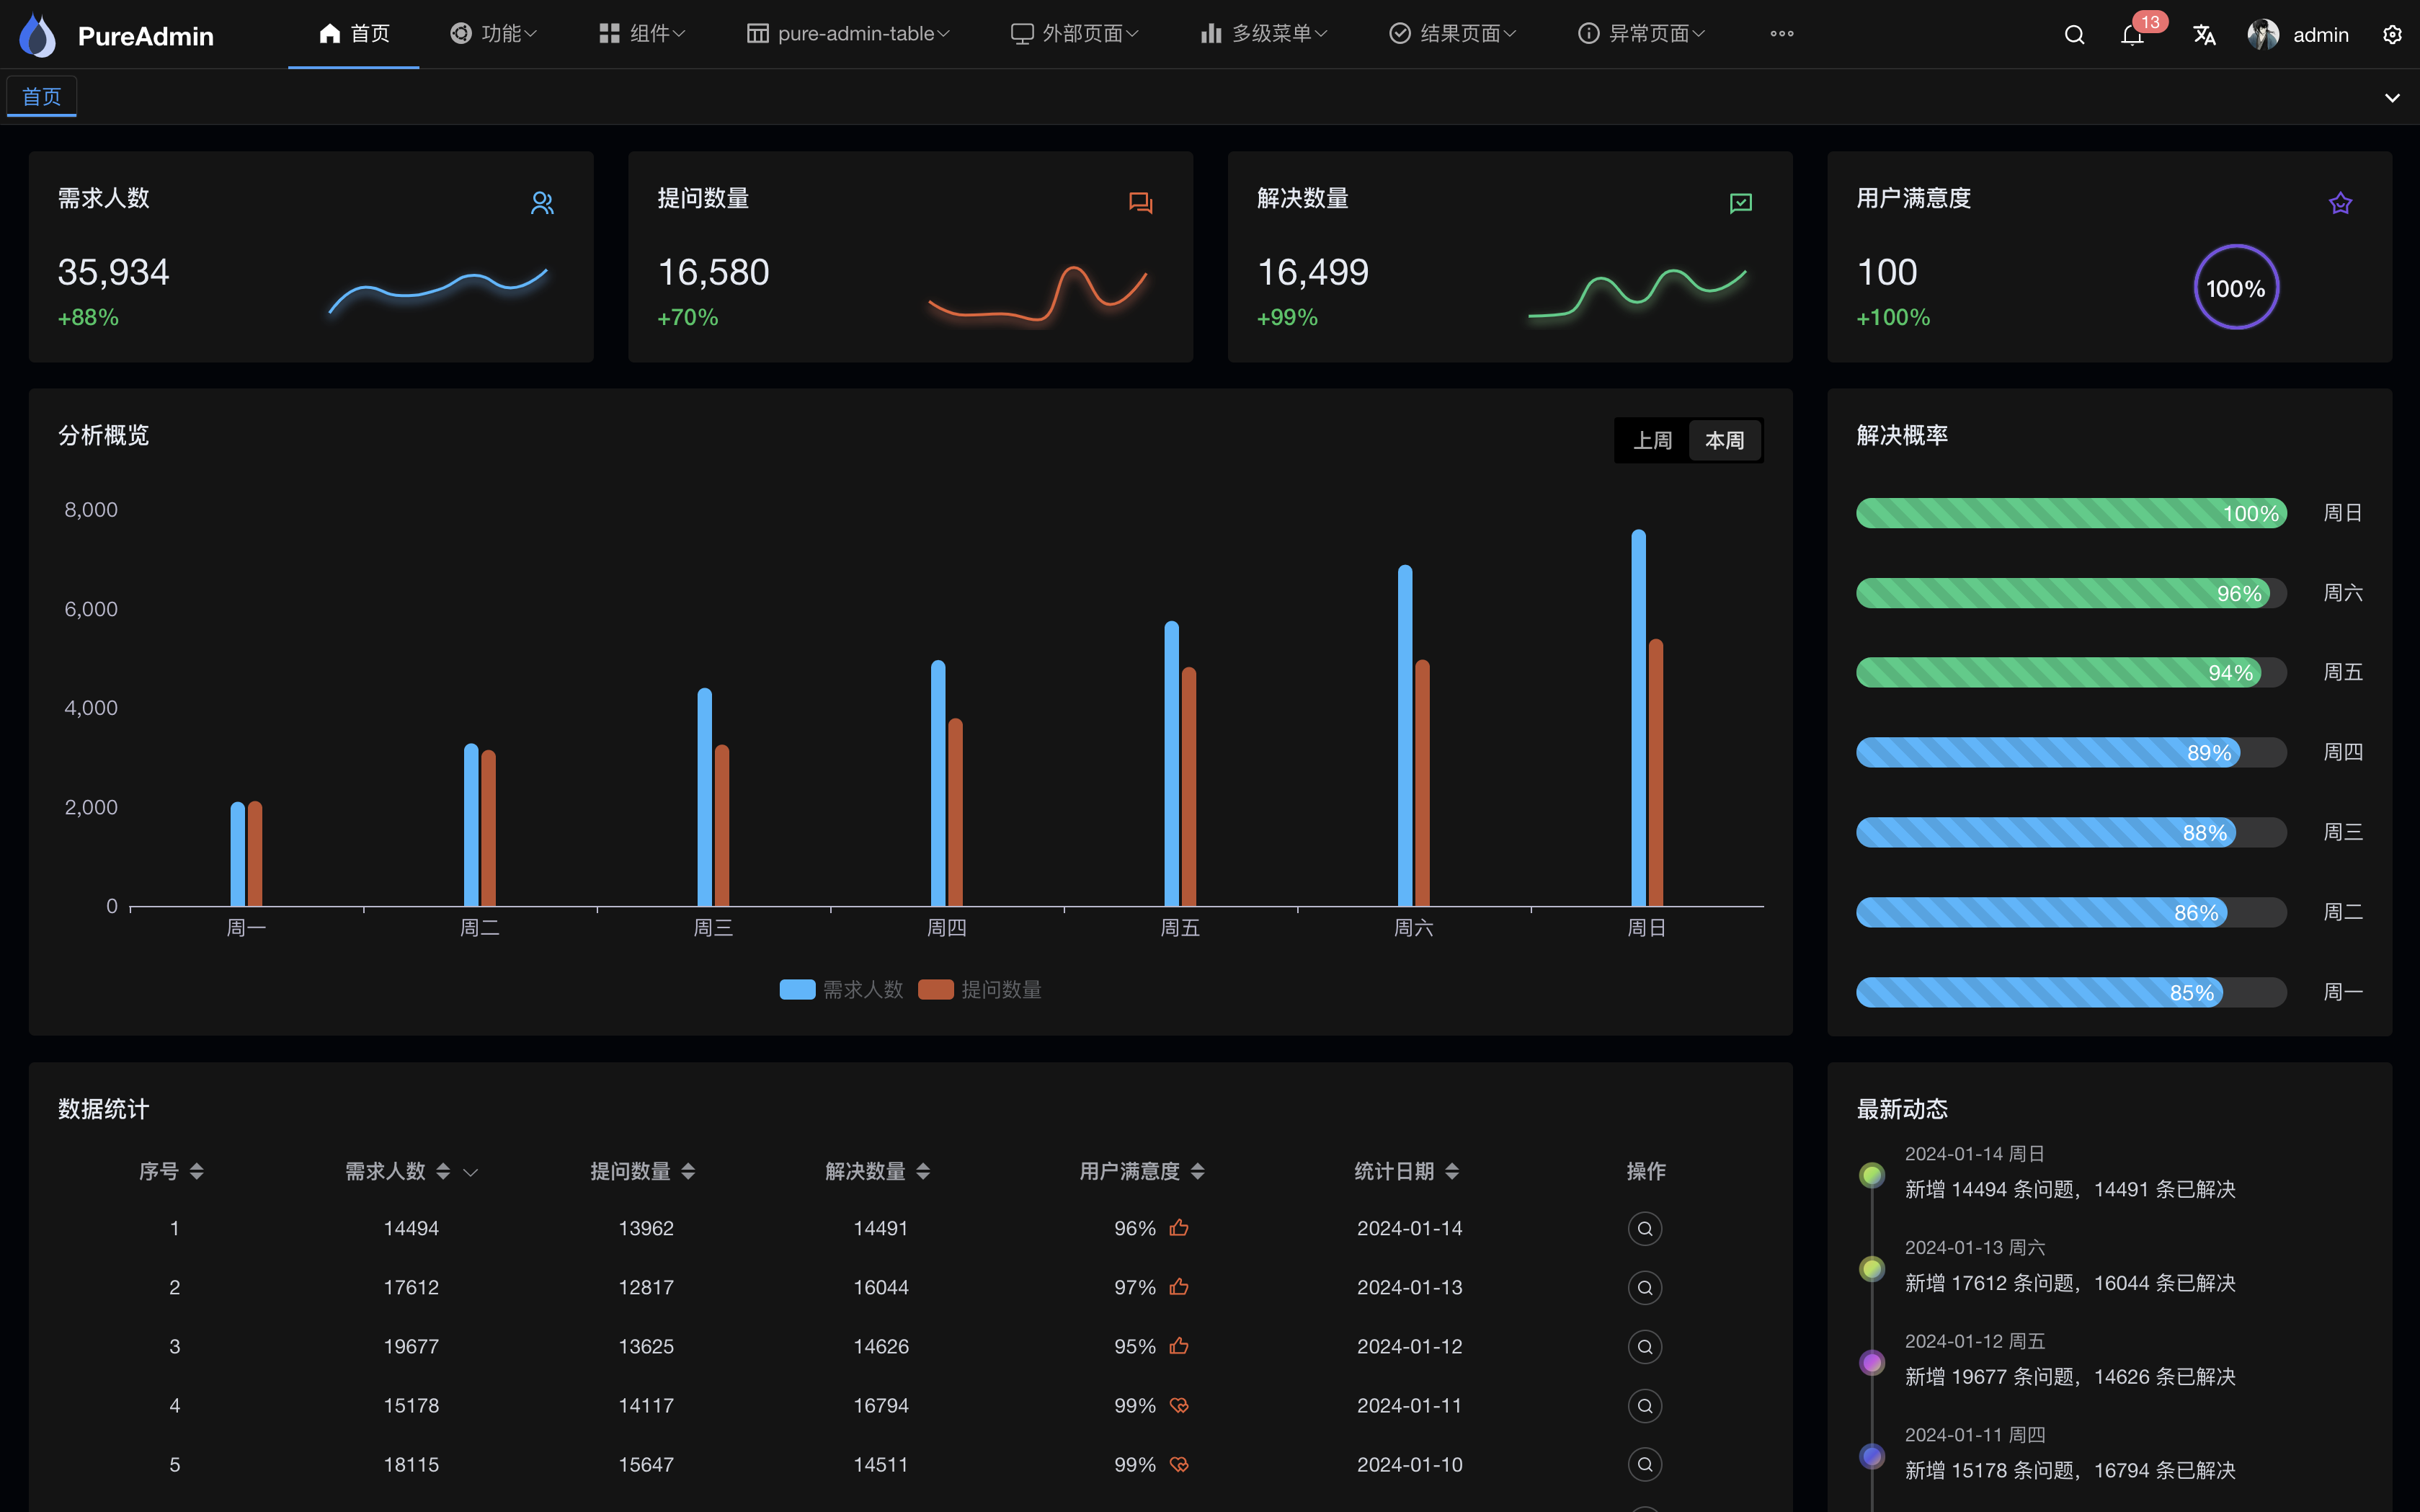 PureAdmin 首页 功能 组件 pure-admin-table 外部页面 多级菜单 结果页面 异常页面 13 admin
首页
需求人数
35,934
+88%
提问数量
16,580
+70%
解决数量
16,499
+99%
用户满意度
100
+100%
100%
分析概览
上周 本周
8,000
6,000
4,000
2,000
0
周一 周二 周三 周四 周五 周六 周日
需求人数 提问数量
解决概率
100% 周日
96% 周六
94% 周五
89% 周四
88% 周三
86% 周二
85% 周一
数据统计
序号 需求人数 提问数量 解决数量 用户满意度 统计日期 操作
1 14494 13962 14491 96% 2024-01-14
2 17612 12817 16044 97% 2024-01-13
3 19677 13625 14626 95% 2024-01-12
4 15178 14117 16794 99% 2024-01-11
5 18115 15647 14511 99% 2024-01-10
最新动态
2024-01-14 周日
新增 14494 条问题，14491 条已解决
2024-01-13 周六
新增 17612 条问题，16044 条已解决
2024-01-12 周五
新增 19677 条问题，14626 条已解决
2024-01-11 周四
新增 15178 条问题，16794 条已解决